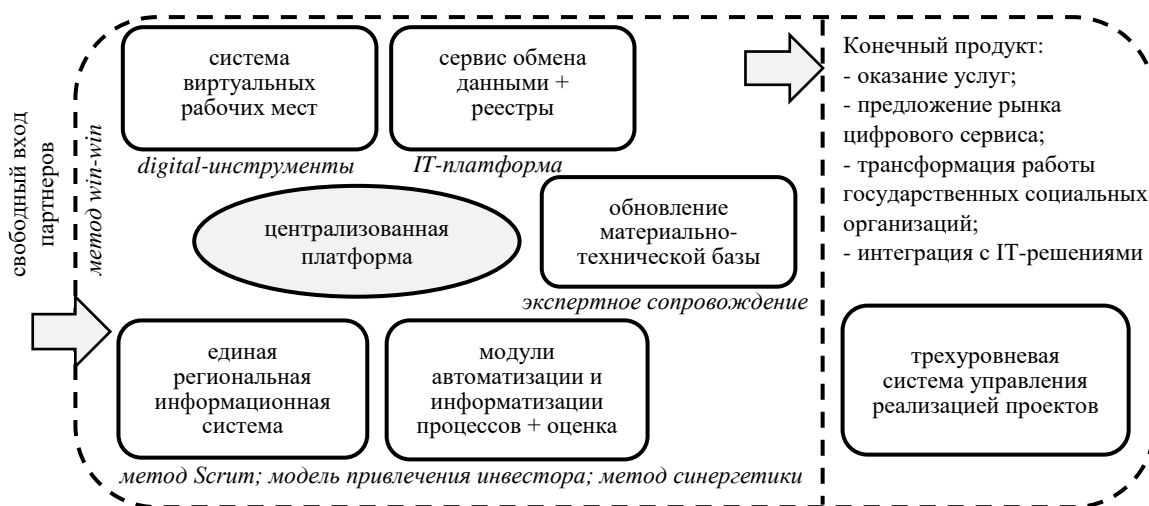 свободный вход
партнеров
метод win-win
система
виртуальных
рабочих мест
digital-инструменты
сервис обмена
данными +
реестры
IT-платформа
централизованная
платформа
обновление
материально-
технической базы
экспертное сопровождение
единая
региональная
информационная
система
модули
автоматизации и
информатизации
процессов + оценка
метод Scrum; модель привлечения инвестора; метод синергетики
Конечный продукт:
- оказание услуг;
- предложение рынка
цифрового сервиса;
- трансформация работы
государственных социальных
организаций;
- интеграция с IT-решениями
трехуровневая
система управления
реализацией проектов